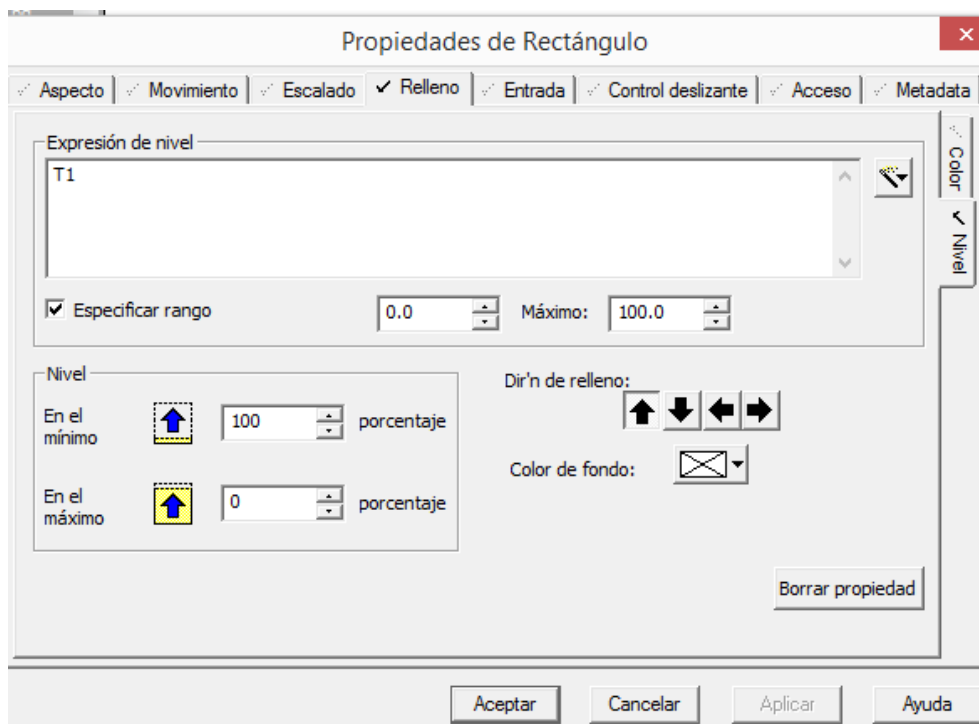 Propiedades de Rectángulo
Aspecto Movimiento Escalado Relleno Entrada Control deslizante Acceso Metadata
Color
Nivel
Expresión de nivel
T1
Especificar rango 0.0 Máximo: 100.0
Nivel
En el
mínimo
100 porcentaje
En el
máximo
0 porcentaje
Dir'n de relleno:
Color de fondo:
Borrar propiedad
Aceptar Cancelar Aplicar Ayuda